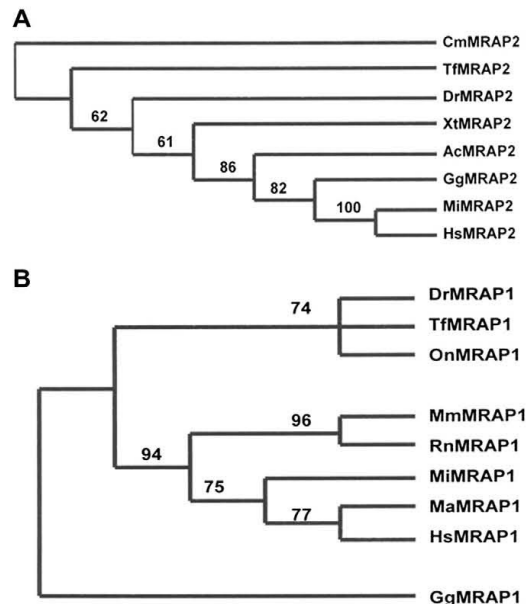 A
CmMRAP2
TfMRAP2
DrMRAP2
62
XtMRAP2
61
AcMRAP2
86
GgMRAP2
82
MiMRAP2
100
HsMRAP2
B
DrMRAP1
74
TfMRAP1
OnMRAP1
MmMRAP1
96
RnMRAP1
94
MiMRAP1
75
MaMRAP1
77
HsMRAP1
GgMRAP1